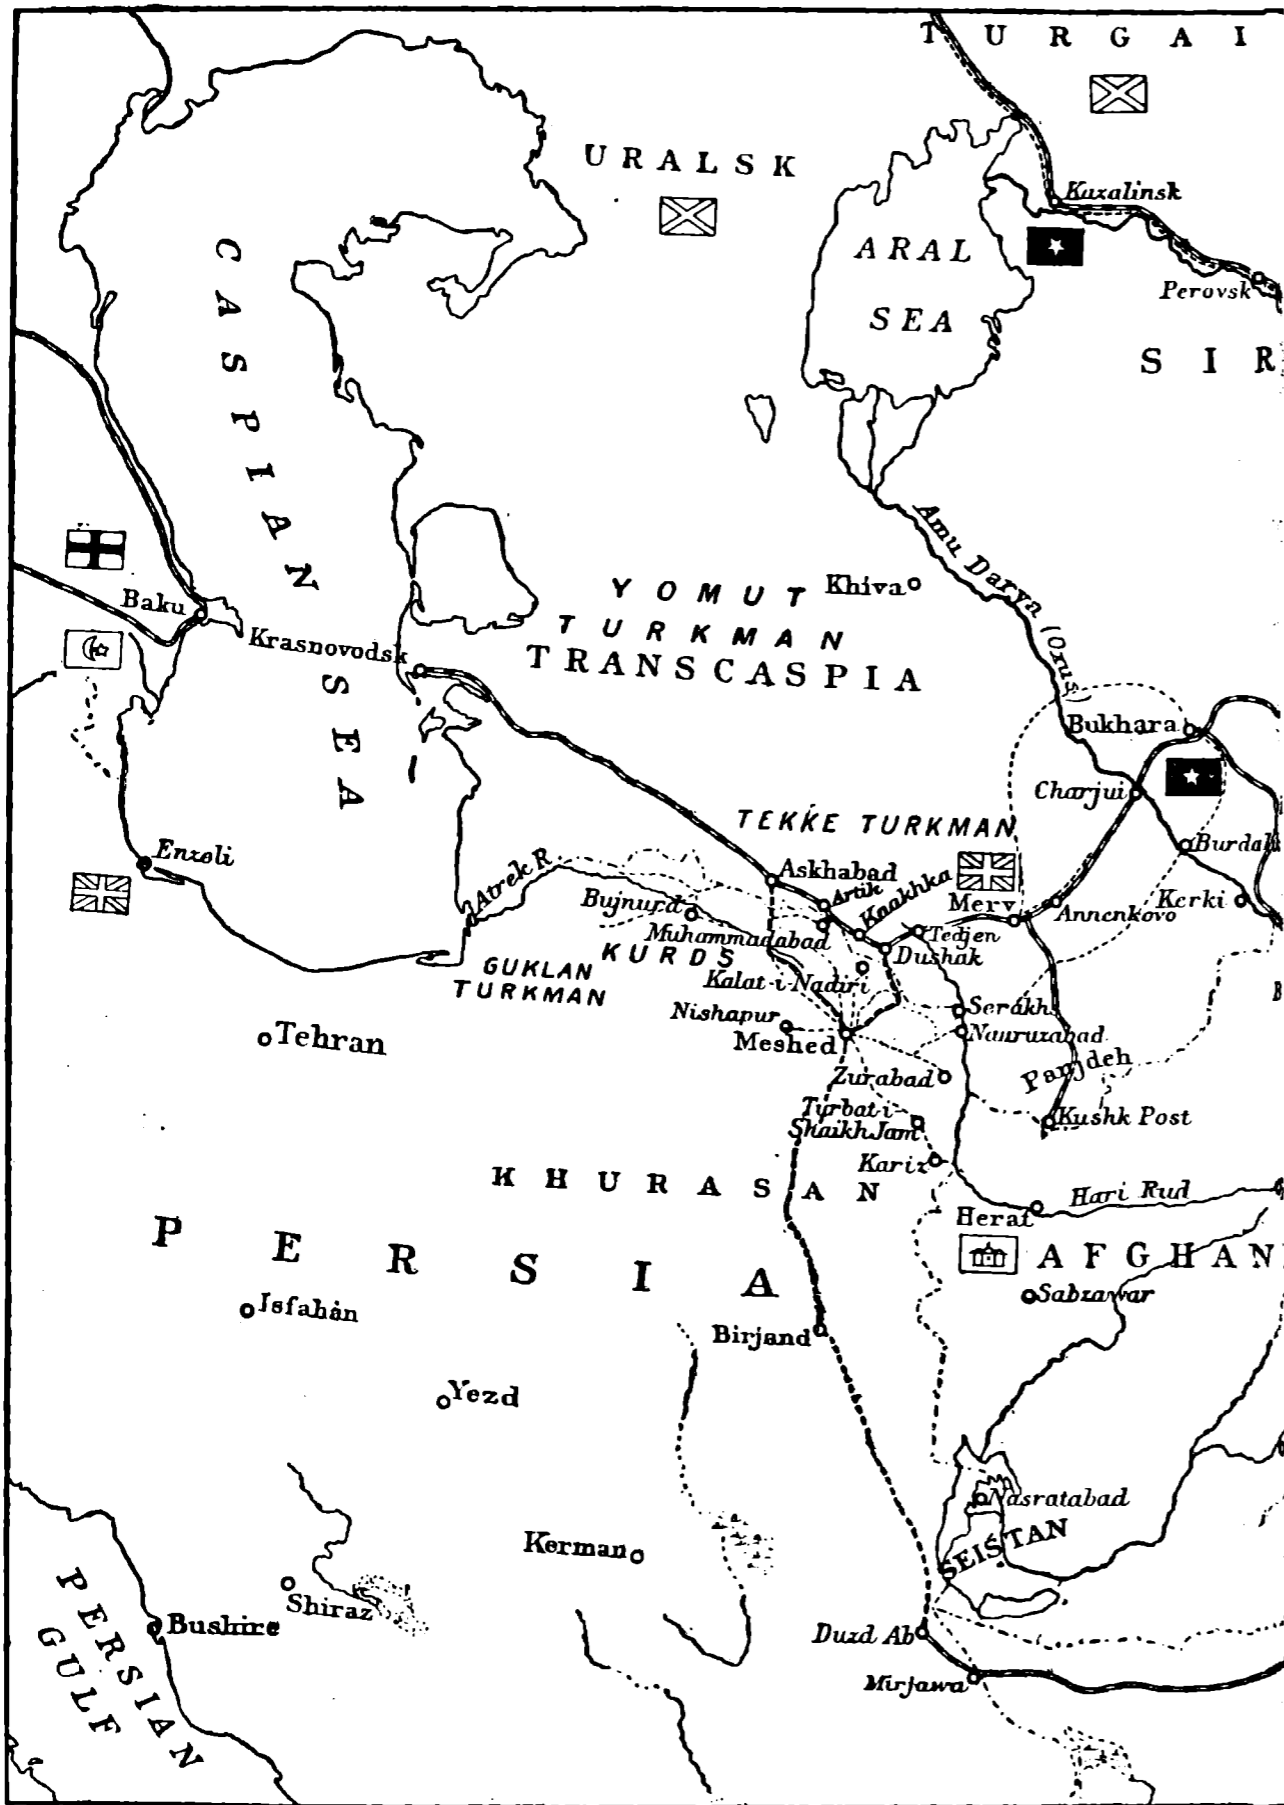 TURGAI
URALSK
Kazalinsk
ARAL
SEA
Perovsk
SIR
CASPIAN SEA
Amu Darya (Oxus)
Baku
Krasnovodsk
YOMUT
TURKMAN
TRANSCASPIA
Khiva
Bukhara
Charjui
TEKKE TURKMAN
Burdali
Enzeli
Atrek R
Askhabad
Artik
Kaakhka
Merv
Annenkovo
Kerki
Bujnurd
Muhammadabad
Tedjen
Dushak
KURDS
GUKLAN
TURKMAN
Kalat-i-Nadiri
Nishapur
Meshed
Serakhs
Nauruzabad
Tehran
Zurabad
Panjdeh
Turbat-i-
Shaikh Jam
Kushk Post
Kariz
KHURASAN
Hari Rud
Herat
PERSIA
AFGHAN
Sabzawar
Isfahan
Birjand
Yezd
Nasratabad
SEISTAN
Kerman
Shiraz
Bushire
PERSIAN
GULF
Duzd Ab
Mirjawa